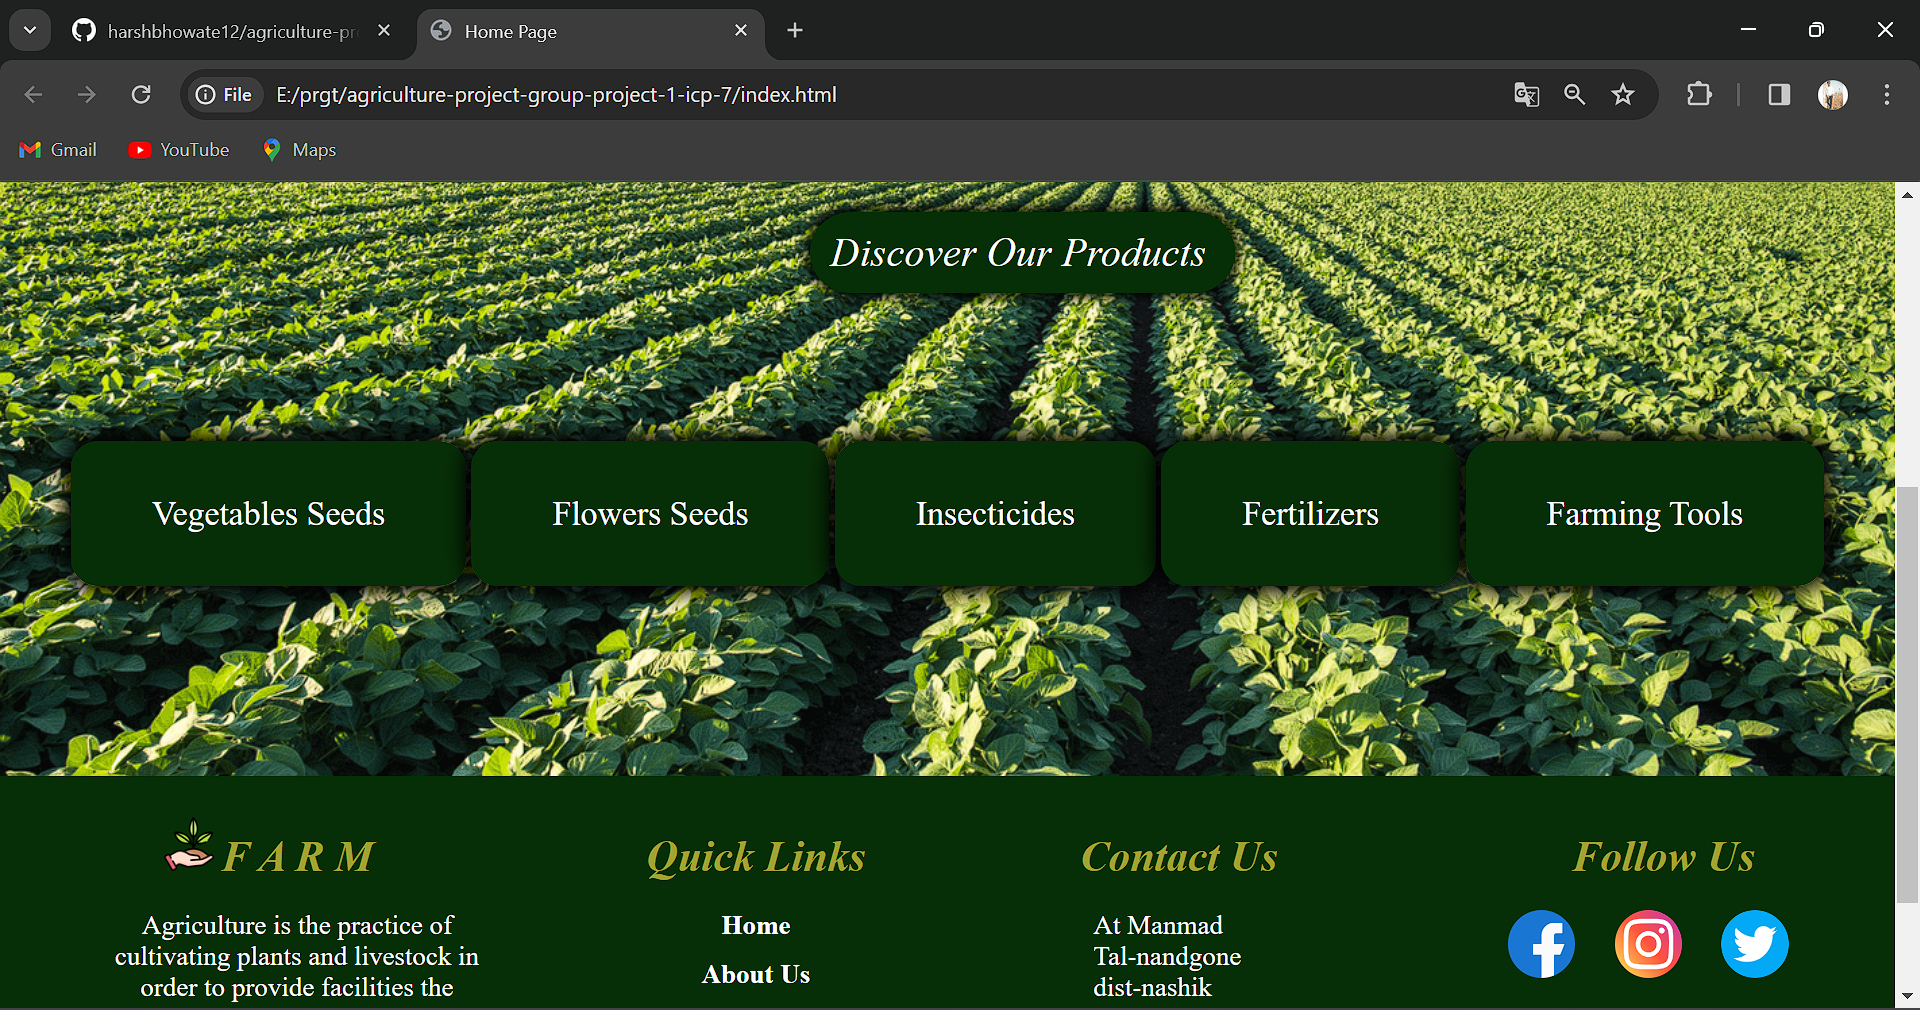 harshbhowate12/agriculture-pr
Home Page
File
E:/prgt/agriculture-project-group-project-1-icp-7/index.html
Gmail
YouTube
Maps
Discover Our Products
Vegetables Seeds
Flowers Seeds
Insecticides
Fertilizers
Farming Tools
F A R M
Agriculture is the practice of
cultivating plants and livestock in
order to provide facilities the
Quick Links
Home
About Us
Contact Us
At Manmad
Tal-nandgone
dist-nashik
Follow Us